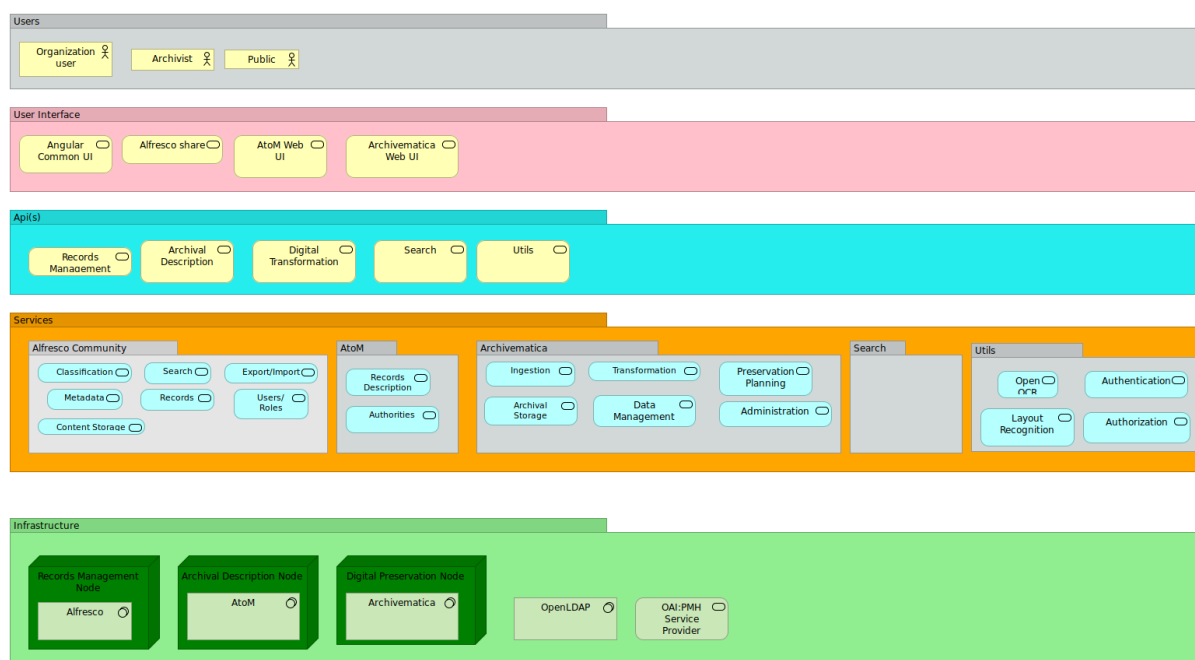 Users
Organization
user
Archivist
Public
User Interface
Angular
Common UI
Alfresco share
AtoM Web
UI
Archivematica
Web UI
Api(s)
Records
Management
Archival
Description
Digital
Transformation
Search
Utils
Services
Alfresco Community
Classification
Search
Export/Import
Metadata
Records
Users/
Roles
Content Storage
AtoM
Records
Description
Authorities
Archivematica
Ingestion
Transformation
Preservation
Planning
Archival
Storage
Data
Management
Administration
Search
Utils
Open
OCR
Authentication
Layout
Recognition
Authorization
Infrastructure
Records Management
Node
Alfresco
Archival Description Node
AtoM
Digital Preservation Node
Archivematica
OpenLDAP
OAI:PMH
Service
Provider